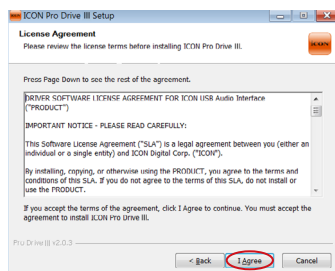 ICON Pro Drive III Setup
License Agreement
Please review the license terms before installing ICON Pro Drive III.
ICON
Press Page Down to see the rest of the agreement.
DRIVER SOFTWARE LICENSE AGREEMENT FOR ICON USB Audio Interface
("PRODUCT")
IMPORTANT NOTICE - PLEASE READ CAREFULLY:
This Software License Agreement ("SLA") is a legal agreement between you (either an
individual or a single entity) and ICON Digital Corp. ("ICON").
By installing, copying, or otherwise using the PRODUCT, you agree to the terms and
conditions of this SLA. If you do not agree to the terms of this SLA, do not install or
use the PRODUCT.
If you accept the terms of the agreement, click I Agree to continue. You must accept the
agreement to install ICON Pro Drive III.
Pro Drive III v2.0.3
< Back
I Agree
Cancel